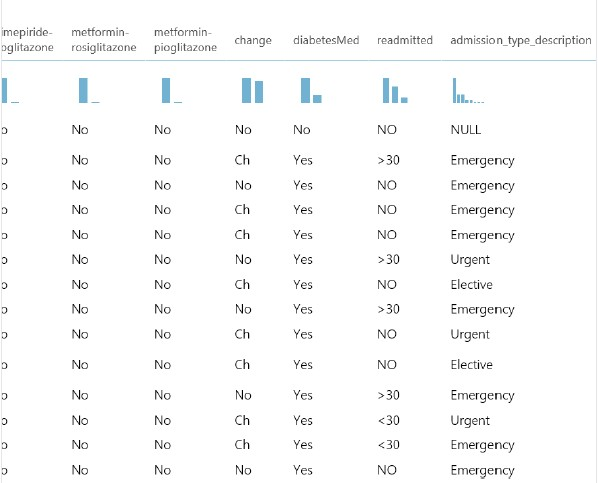 imepiride- metformin- metformin- change diabetesMed readmitted admission_type_description
oglitazone rosiglitazone pioglitazone
o No No No No NO NULL
o No No Ch Yes >30 Emergency
o No No No Yes NO Emergency
o No No Ch Yes NO Emergency
o No No Ch Yes NO Emergency
o No No No Yes >30 Urgent
o No No Ch Yes NO Elective
o No No No Yes >30 Emergency
o No No Ch Yes NO Urgent
o No No Ch Yes NO Elective
o No No No Yes >30 Emergency
o No No Ch Yes <30 Urgent
o No No Ch Yes <30 Emergency
o No No No Yes NO Emergency